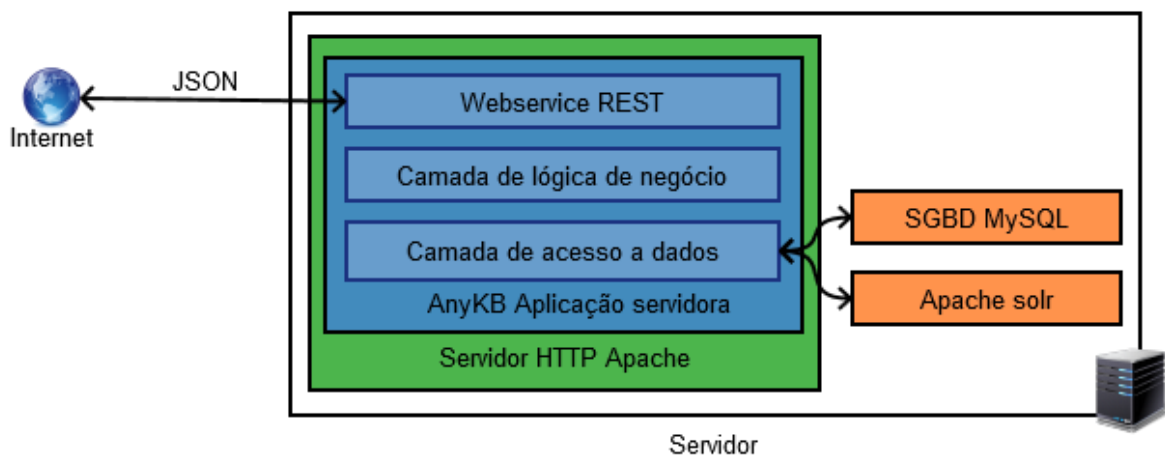 JSON
Internet
Webservice REST
Camada de lógica de negócio
Camada de acesso a dados
AnyKB Aplicação servidora
Servidor HTTP Apache
SGBD MySQL
Apache solr
Servidor